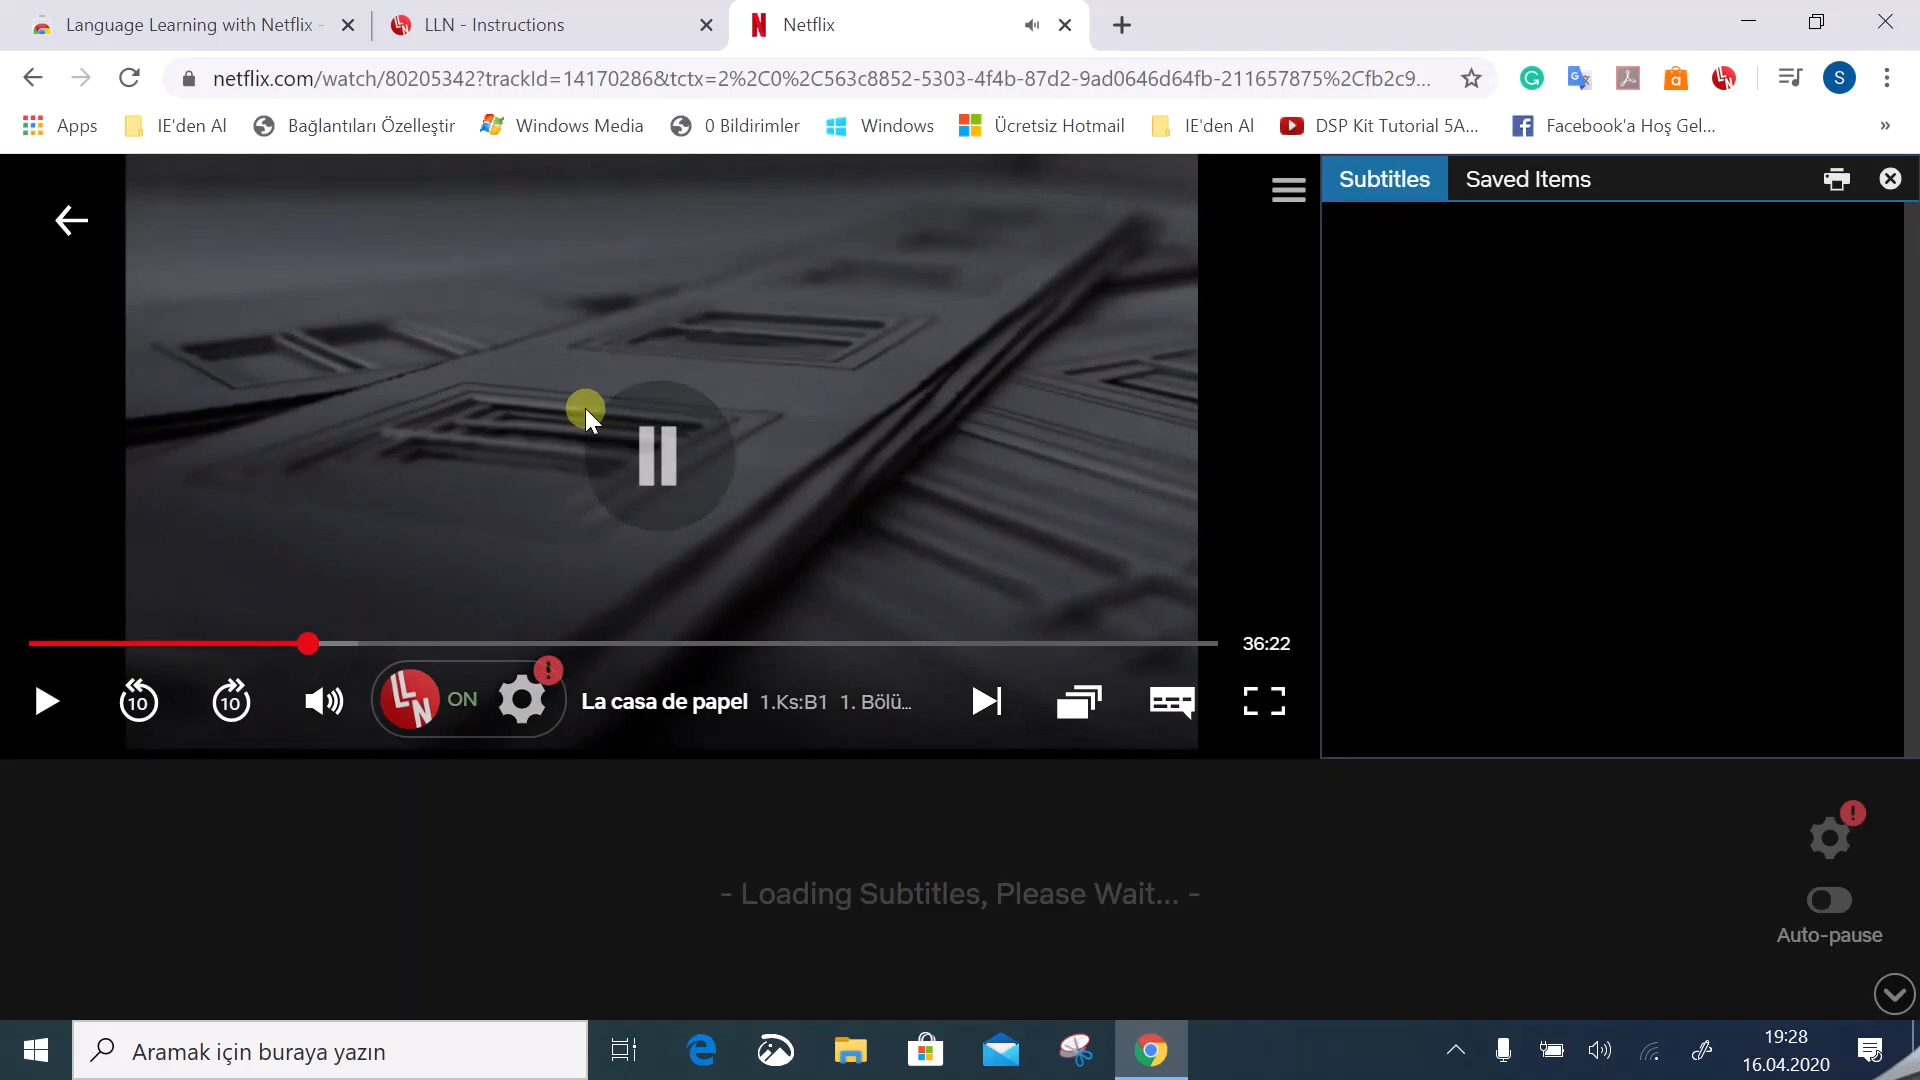 Language Learning with Netflix -
LLN - Instructions
Netflix
netflix.com/watch/80205342?trackId=14170286&tctx=2%2C0%2C563c8852-5303-4f4b-87d2-9ad0646d64fb-211657875%2Cfb2c9...
S
Apps
IE'den Al
Bağlantıları Özelleştir
Windows Media
0 Bildirimler
Windows
Ücretsiz Hotmail
IE'den Al
DSP Kit Tutorial 5A...
Facebook'a Hoş Gel...
»
Subtitles
Saved Items
36:22
10
10
LLN
ON
!
La casa de papel 1.Ks:B1 1. Bölü...
!
- Loading Subtitles, Please Wait... -
Auto-pause
Aramak için buraya yazın
19:28
16.04.2020